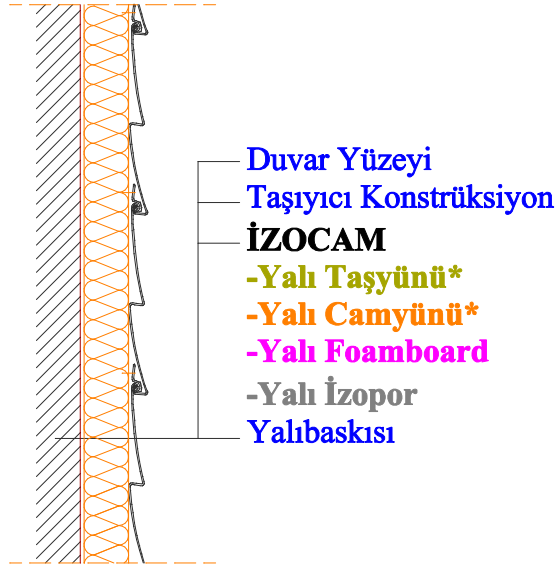 Duvar Yüzeyi
Taşıyıcı Konstrüksiyon
İZOCAM
-Yalı Taşyünü*
-Yalı Camyünü*
-Yalı Foamboard
-Yalı İzopor
Yalıbaskısı